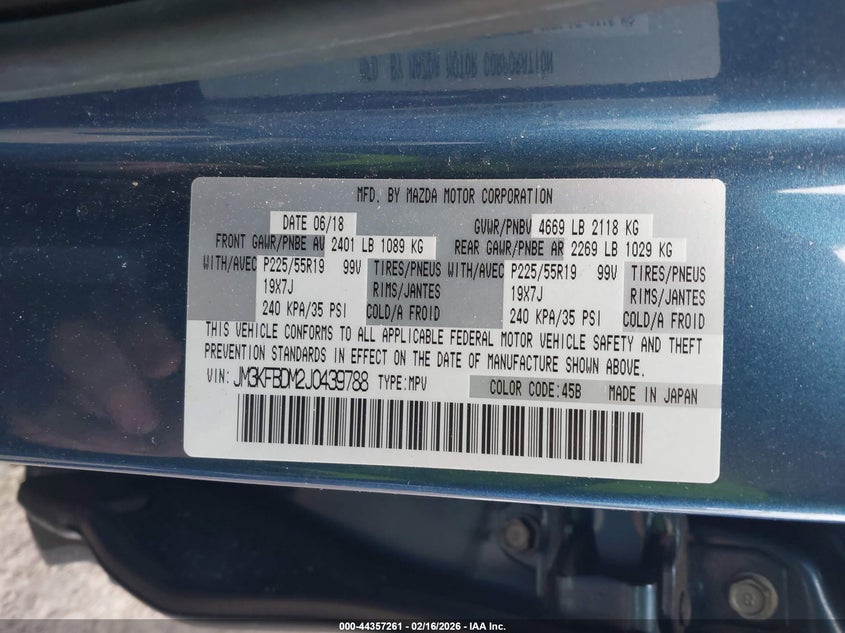 MFD. BY MAZDA MOTOR CORPORATION
DATE 06/18 GVWR/PNBV 4669 LB 2118 KG
FRONT GAWR/PNBE AV 2401 LB 1089 KG REAR GAWR/PNBE AR 2269 LB 1029 KG
WITH/AVEC P225/55R19 99V TIRES/PNEUS WITH/AVEC P225/55R19 99V TIRES/PNEUS
19X7J RIMS/JANTES 19X7J RIMS/JANTES
240 KPA/35 PSI COLD/A FROID 240 KPA/35 PSI COLD/A FROID
THIS VEHICLE CONFORMS TO ALL APPLICABLE FEDERAL MOTOR VEHICLE SAFETY AND THEFT
PREVENTION STANDARDS IN EFFECT ON THE DATE OF MANUFACTURE SHOWN ABOVE.
VIN: JM3KFBDM2J0439788 TYPE:MPV COLOR CODE:45B MADE IN JAPAN
000-44357261 - 02/16/2026 - IAA Inc.